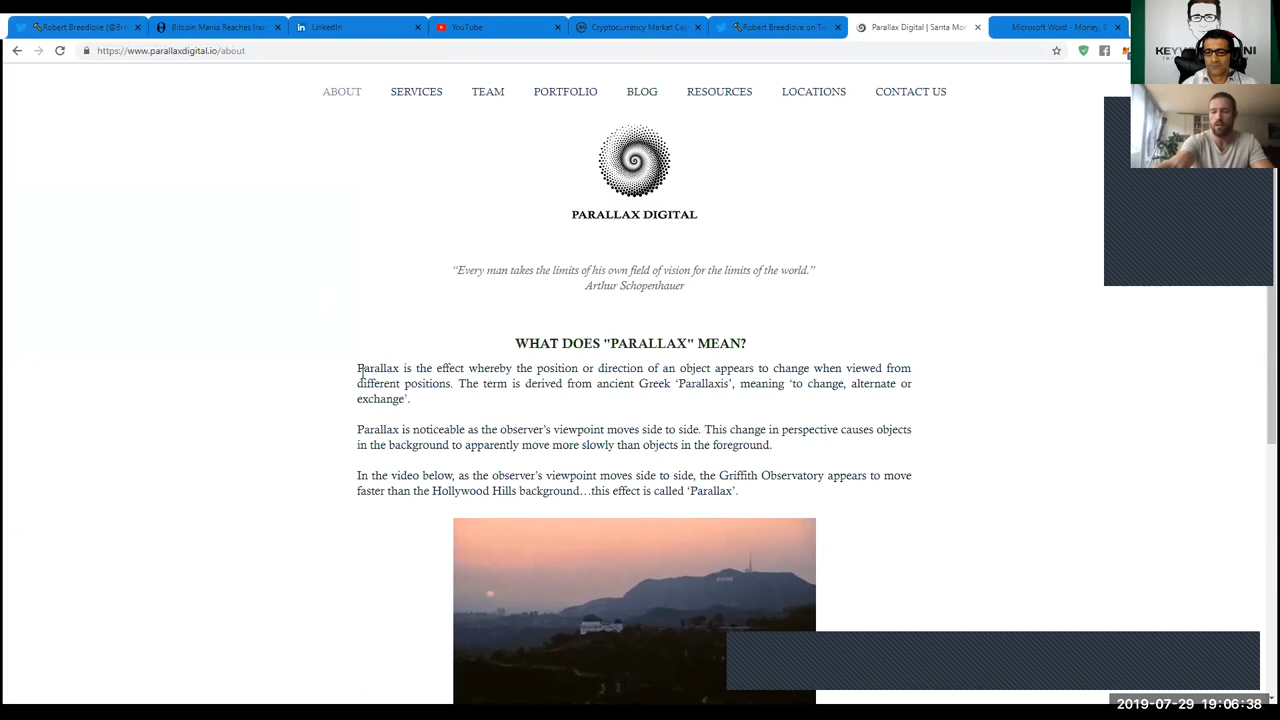 Robert Breedlove (@Bre
Bitcoin Mania Reaches Iran
LinkedIn
YouTube
Cryptocurrency Market Ca
Robert Breedlove on Tw
Parallax Digital | Santa Mo
Microsoft Word - Money,
https://www.parallaxdigital.io/about
ABOUT SERVICES TEAM PORTFOLIO BLOG RESOURCES LOCATIONS CONTACT US
PARALLAX DIGITAL
“Every man takes the limits of his own field of vision for the limits of the world.”
Arthur Schopenhauer
WHAT DOES "PARALLAX" MEAN?
Parallax is the effect whereby the position or direction of an object appears to change when viewed from
different positions. The term is derived from ancient Greek ‘Parallaxis’, meaning ‘to change, alternate or
exchange’.
Parallax is noticeable as the observer’s viewpoint moves side to side. This change in perspective causes objects
in the background to apparently move more slowly than objects in the foreground.
In the video below, as the observer’s viewpoint moves side to side, the Griffith Observatory appears to move
faster than the Hollywood Hills background…this effect is called ‘Parallax’.
2019-07-29 19:06:38